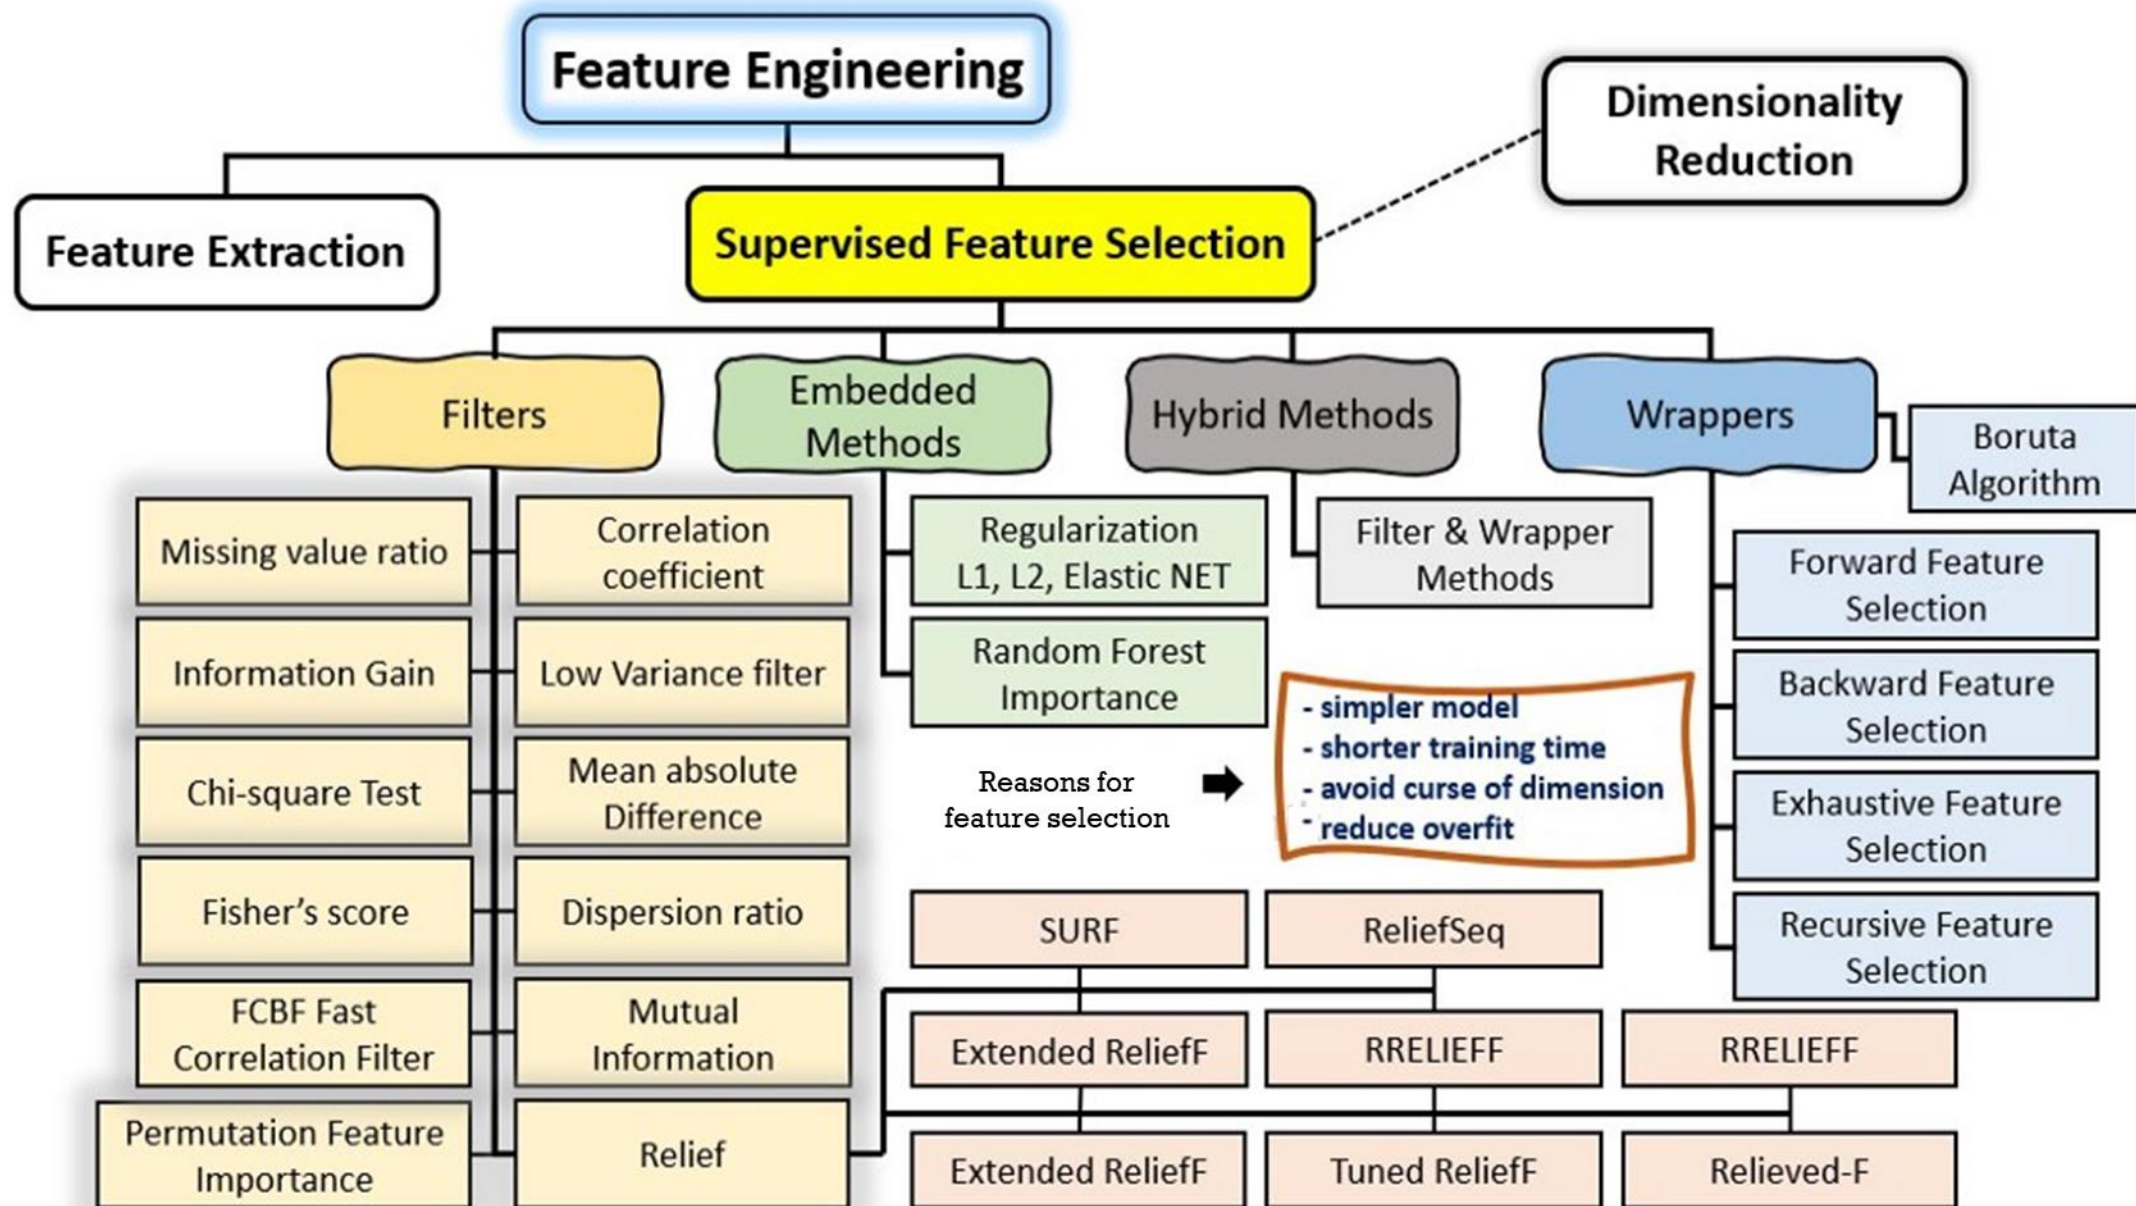 Feature Engineering
Dimensionality
Reduction
Feature Extraction
Supervised Feature Selection
Filters
Embedded
Methods
Hybrid Methods
Wrappers
Boruta
Algorithm
Missing value ratio
Correlation
coefficient
Regularization
L1, L2, Elastic NET
Filter & Wrapper
Methods
Forward Feature
Selection
Information Gain
Low Variance filter
Random Forest
Importance
Backward Feature
Selection
Chi-square Test
Mean absolute
Difference
Reasons for
feature selection
- simpler model
- shorter training time
- avoid curse of dimension
- reduce overfit
Exhaustive Feature
Selection
Fisher’s score
Dispersion ratio
SURF
ReliefSeq
Recursive Feature
Selection
FCBF Fast
Correlation Filter
Mutual
Information
Extended ReliefF
RRELIEFF
RRELIEFF
Permutation Feature
Importance
Relief
Extended ReliefF
Tuned ReliefF
Relieved-F